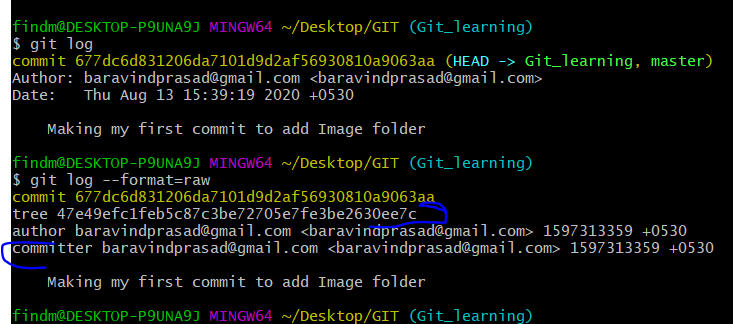 findm@DESKTOP-P9UNA9J MINGW64 ~/Desktop/GIT (Git_learning)
$ git log
commit 677dc6d831206da7101d9d2af56930810a9063aa (HEAD -> Git_learning, master)
Author: baravindprasad@gmail.com <baravindprasad@gmail.com>
Date:   Thu Aug 13 15:39:19 2020 +0530
    Making my first commit to add Image folder
findm@DESKTOP-P9UNA9J MINGW64 ~/Desktop/GIT (Git_learning)
$ git log --format=raw
commit 677dc6d831206da7101d9d2af56930810a9063aa
tree 47e49efc1feb5c87c3be72705e7fe3be2630ee7c
author baravindprasad@gmail.com <baravindprasad@gmail.com> 1597313359 +0530
committer baravindprasad@gmail.com <baravindprasad@gmail.com> 1597313359 +0530
    Making my first commit to add Image folder
findm@DESKTOP-P9UNA9J MINGW64 ~/Desktop/GIT (Git_learning)